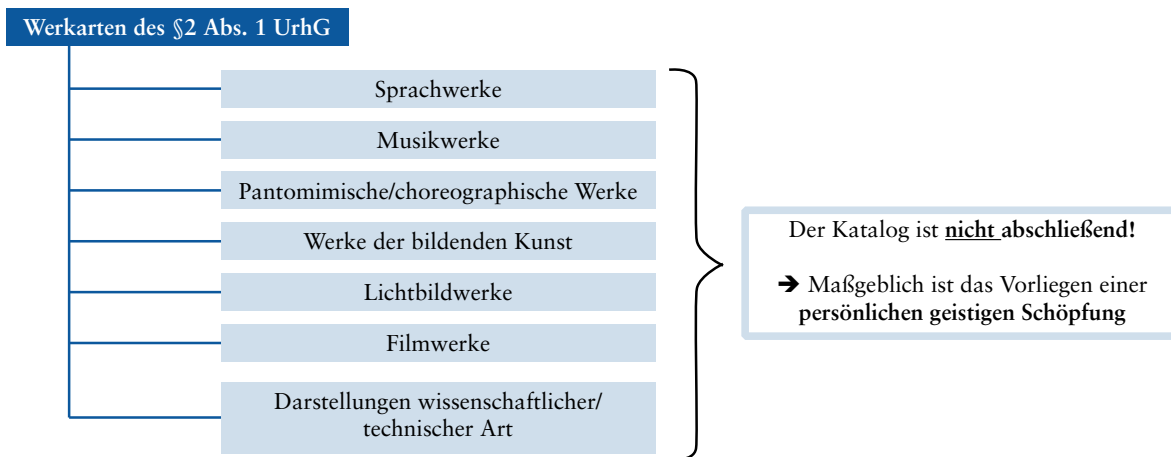 Werkarten des §2 Abs. 1 UrhG
Sprachwerke
Musikwerke
Pantomimische/choreographische Werke
Werke der bildenden Kunst
Lichtbildwerke
Filmwerke
Darstellungen wissenschaftlicher/
technischer Art
Der Katalog ist nicht abschließend!
➔ Maßgeblich ist das Vorliegen einer
persönlichen geistigen Schöpfung